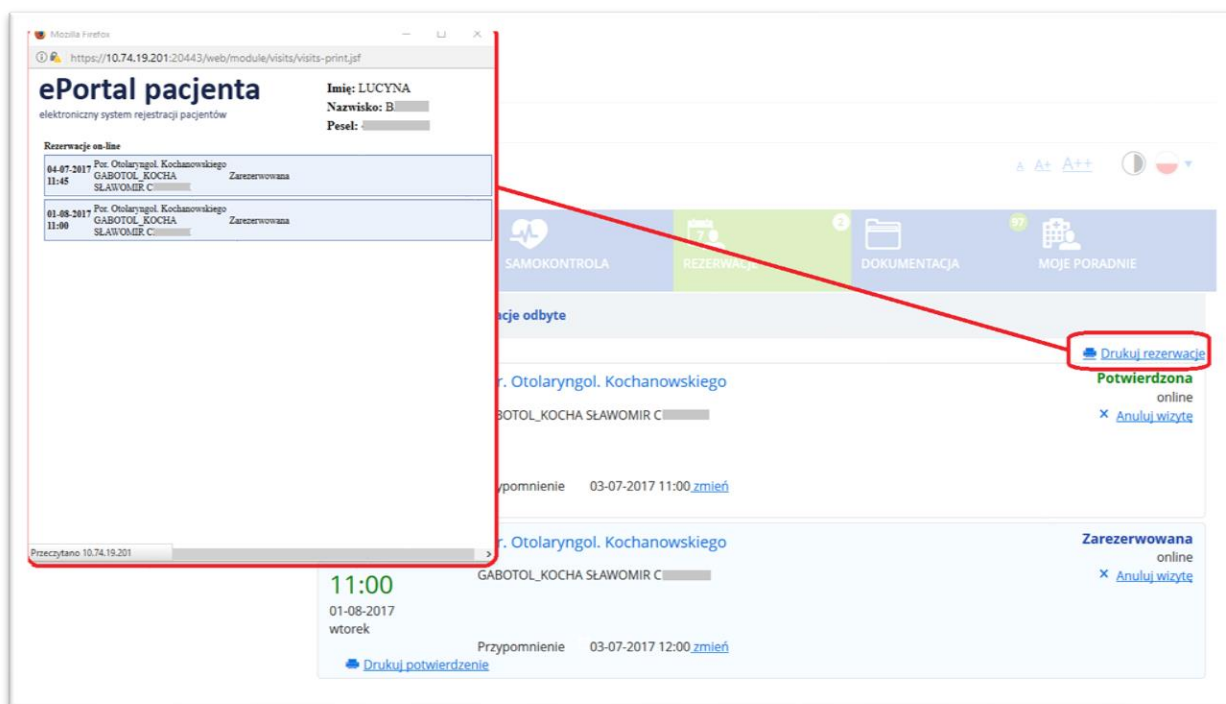 Mozilla Firefox
https://10.74.19.201:20443/web/module/visits/visits-print.jsf
ePortal pacjenta
elektroniczny system rejestracji pacjentów
Imię: LUCYNA
Nazwisko: B
Pesel:
Rezerwacje on-line
04-07-2017 Por. Otolaryngol. Kochanowskiego
11:45 GABOTOL_KOCHA Zarezerwowana
SŁAWOMIR C
01-08-2017 Por. Otolaryngol. Kochanowskiego
11:00 GABOTOL_KOCHA Zarezerwowana
SŁAWOMIR C
Przeczytano 10.74.19.201
A A+ A++
SAMOKONTROLA
7
REZERWACJE
2
DOKUMENTACJA
97
MOJE PORADNIE
acje odbyte
Drukuj rezerwacje
r. Otolaryngol. Kochanowskiego
Potwierdzona
online
BOTOL_KOCHA SŁAWOMIR C
Anuluj wizytę
ypomnienie 03-07-2017 11:00 zmień
r. Otolaryngol. Kochanowskiego
Zarezerwowana
online
GABOTOL_KOCHA SŁAWOMIR C
Anuluj wizytę
11:00
01-08-2017
wtorek
Przypomnienie 03-07-2017 12:00 zmień
Drukuj potwierdzenie